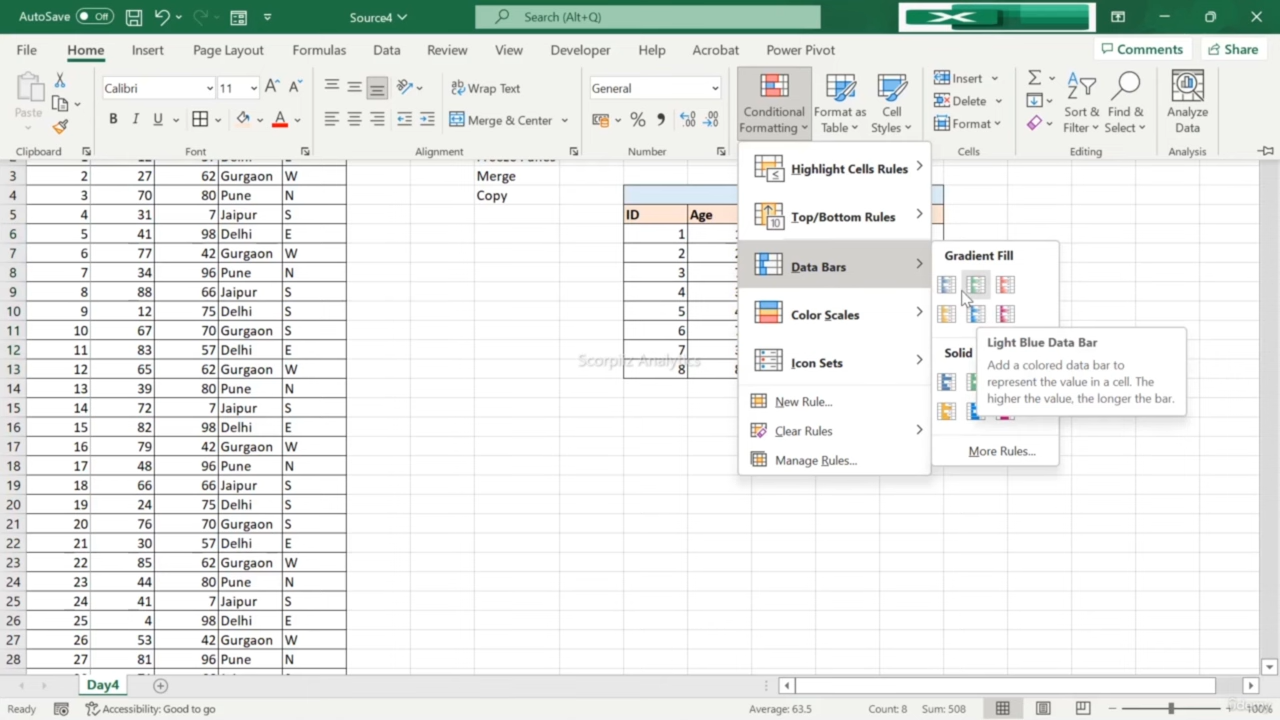 AutoSave Off Source4 Search (Alt+Q)
File Home Insert Page Layout Formulas Data Review View Developer Help Acrobat Power Pivot Comments Share
Paste Calibri 11 Wrap Text General Conditional Formatting Format as Table Cell Styles Insert Delete Format Sort & Filter Find & Select Analyze Data
Merge & Center
Clipboard Font Alignment Number Cells Editing Analysis
3 2 27 62 Gurgaon W Merge
4 3 70 80 Pune N Copy
5 4 31 7 Jaipur S ID Age
6 5 41 98 Delhi E 1
7 6 77 42 Gurgaon W 2
8 7 34 96 Pune N 3
9 8 88 66 Jaipur S 4
10 9 12 75 Delhi S 5
11 10 67 70 Gurgaon S 6
12 11 83 57 Delhi E 7
13 12 65 62 Gurgaon W 8
14 13 39 80 Pune N
15 14 72 7 Jaipur S
16 15 82 98 Delhi E
17 16 79 42 Gurgaon W
18 17 48 96 Pune N
19 18 66 66 Jaipur S
20 19 24 75 Delhi S
21 20 76 70 Gurgaon S
22 21 30 57 Delhi E
23 22 85 62 Gurgaon W
24 23 44 80 Pune N
25 24 41 7 Jaipur S
26 25 4 98 Delhi E
27 26 53 42 Gurgaon W
28 27 81 96 Pune N
Scorpitz Analytics
Highlight Cells Rules
Top/Bottom Rules
Data Bars
Color Scales
Icon Sets
New Rule...
Clear Rules
Manage Rules...
Gradient Fill
Solid
More Rules...
Light Blue Data Bar
Add a colored data bar to
represent the value in a cell. The
higher the value, the longer the bar.
Day4
Ready Accessibility: Good to go Average: 63.5 Count: 8 Sum: 508 100%